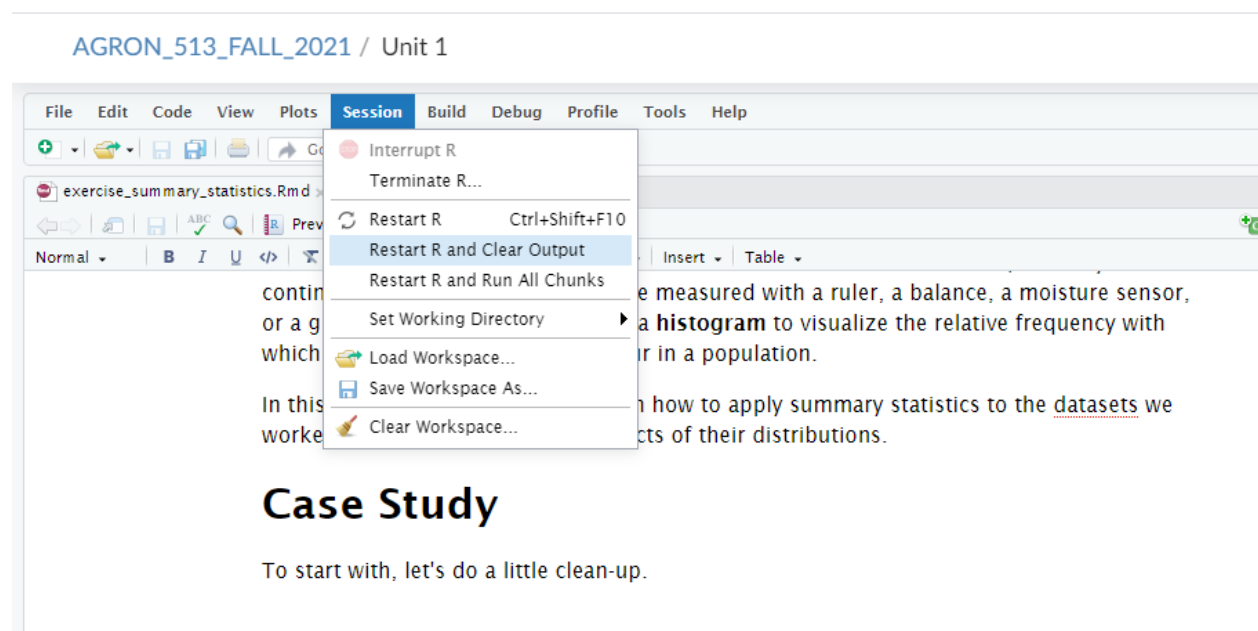 AGRON_513_FALL_2021 / Unit 1
File Edit Code View Plots Session Build Debug Profile Tools Help
Go
Interrupt R
Terminate R...
exercise_summary_statistics.Rmd
Restart R Ctrl+Shift+F10
ABC R Prev
Restart R and Clear Output
Normal B I U </> Insert Table
Restart R and Run All Chunks
contin e measured with a ruler, a balance, a moisture sensor,
Set Working Directory
or a g a histogram to visualize the relative frequency with
which ur in a population.
Load Workspace...
Save Workspace As...
In this how to apply summary statistics to the datasets we
Clear Workspace...
worke cts of their distributions.
Case Study
To start with, let's do a little clean-up.